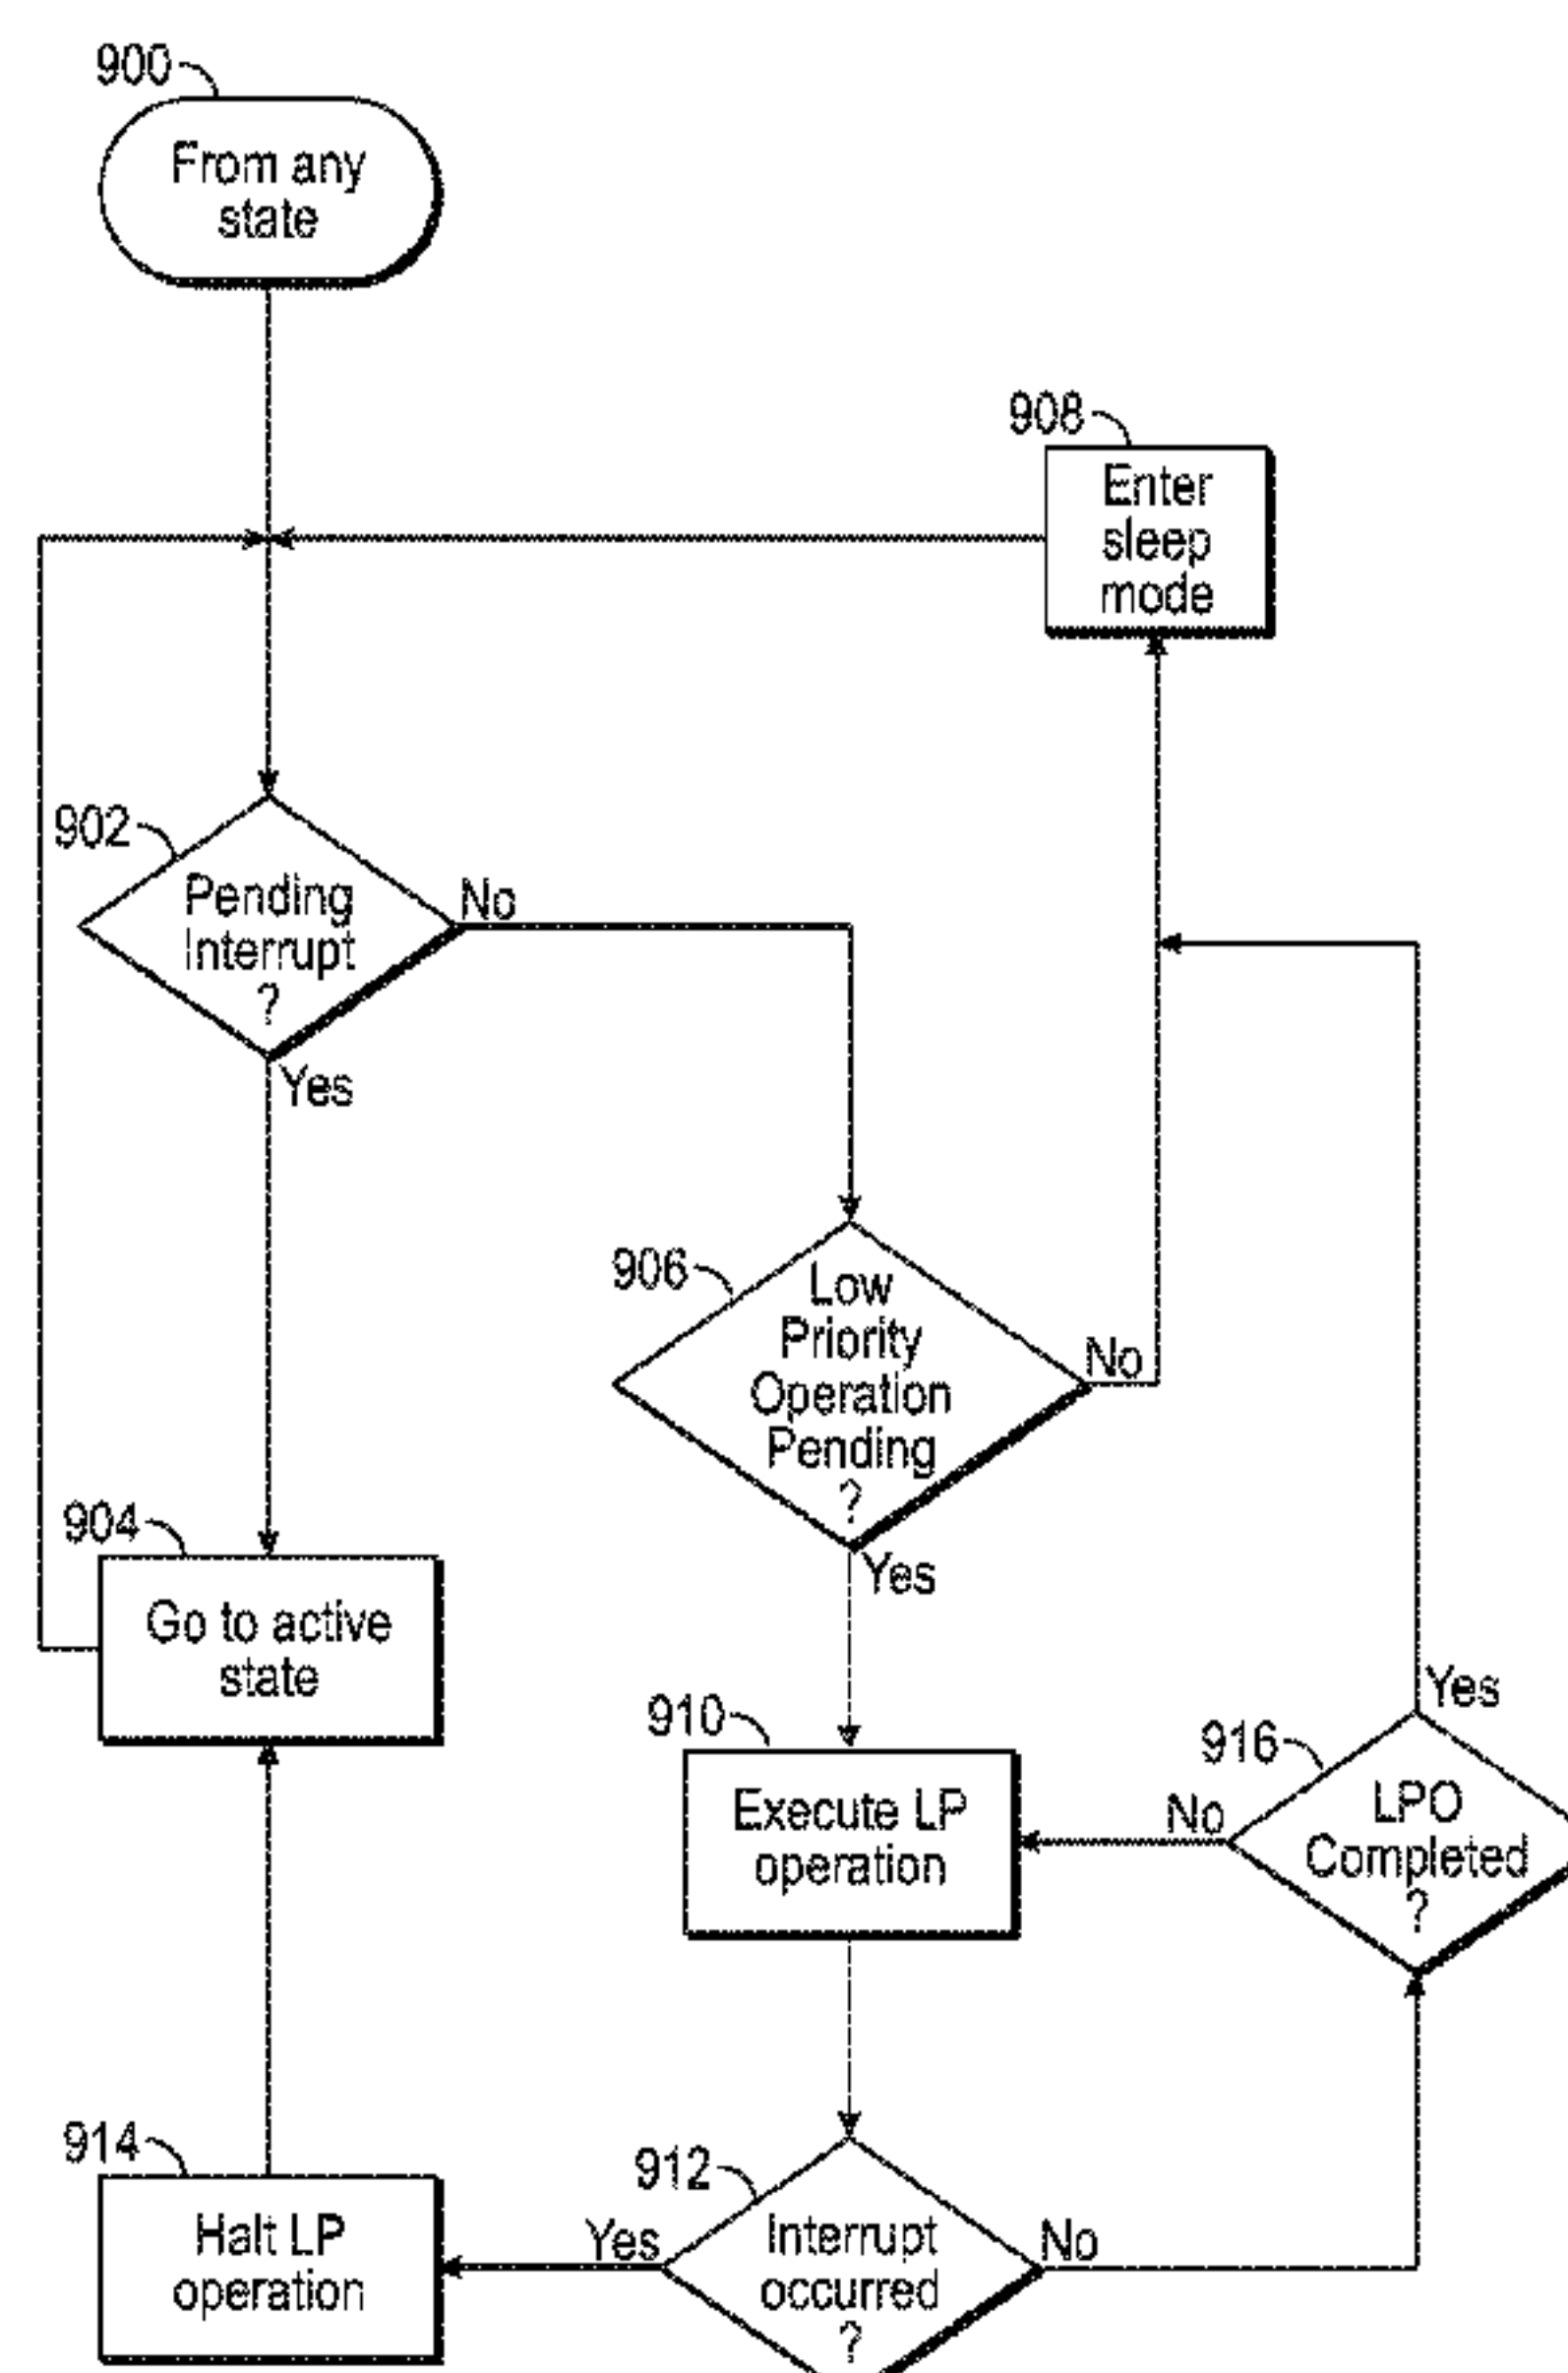 900
From any
state
908
Enter
sleep
mode
902
Pending
Interrupt
?
No
Yes
906
Low
Priority
Operation
Pending
?
No
Yes
904
Go to active
state
910
Execute LP
operation
916
LPO
Completed
?
Yes
No
914
Halt LP
operation
912
Interrupt
occurred
?
Yes
No